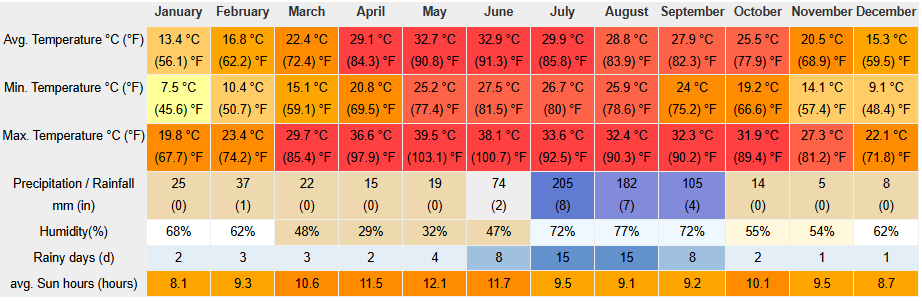 January February March April May June July August September October November December
Avg. Temperature °C (°F) 13.4 °C 16.8 °C 22.4 °C 29.1 °C 32.7 °C 32.9 °C 29.9 °C 28.8 °C 27.9 °C 25.5 °C 20.5 °C 15.3 °C
(56.1) °F (62.2) °F (72.4) °F (84.3) °F (90.8) °F (91.3) °F (85.8) °F (83.9) °F (82.3) °F (77.9) °F (68.9) °F (59.5) °F
Min. Temperature °C (°F) 7.5 °C 10.4 °C 15.1 °C 20.8 °C 25.2 °C 27.5 °C 26.7 °C 25.9 °C 24 °C 19.2 °C 14.1 °C 9.1 °C
(45.6) °F (50.7) °F (59.1) °F (69.5) °F (77.4) °F (81.5) °F (80) °F (78.6) °F (75.2) °F (66.6) °F (57.4) °F (48.4) °F
Max. Temperature °C (°F) 19.8 °C 23.4 °C 29.7 °C 36.6 °C 39.5 °C 38.1 °C 33.6 °C 32.4 °C 32.3 °C 31.9 °C 27.3 °C 22.1 °C
(67.7) °F (74.2) °F (85.4) °F (97.9) °F (103.1) °F (100.7) °F (92.5) °F (90.3) °F (90.2) °F (89.4) °F (81.2) °F (71.8) °F
Precipitation / Rainfall 25 37 22 15 19 74 205 182 105 14 5 8
mm (in) (0) (1) (0) (0) (0) (2) (8) (7) (4) (0) (0) (0)
Humidity(%) 68% 62% 48% 29% 32% 47% 72% 77% 72% 55% 54% 62%
Rainy days (d) 2 3 3 2 4 8 15 15 8 2 1 1
avg. Sun hours (hours) 8.1 9.3 10.6 11.5 12.1 11.7 9.5 9.1 9.2 10.1 9.5 8.7